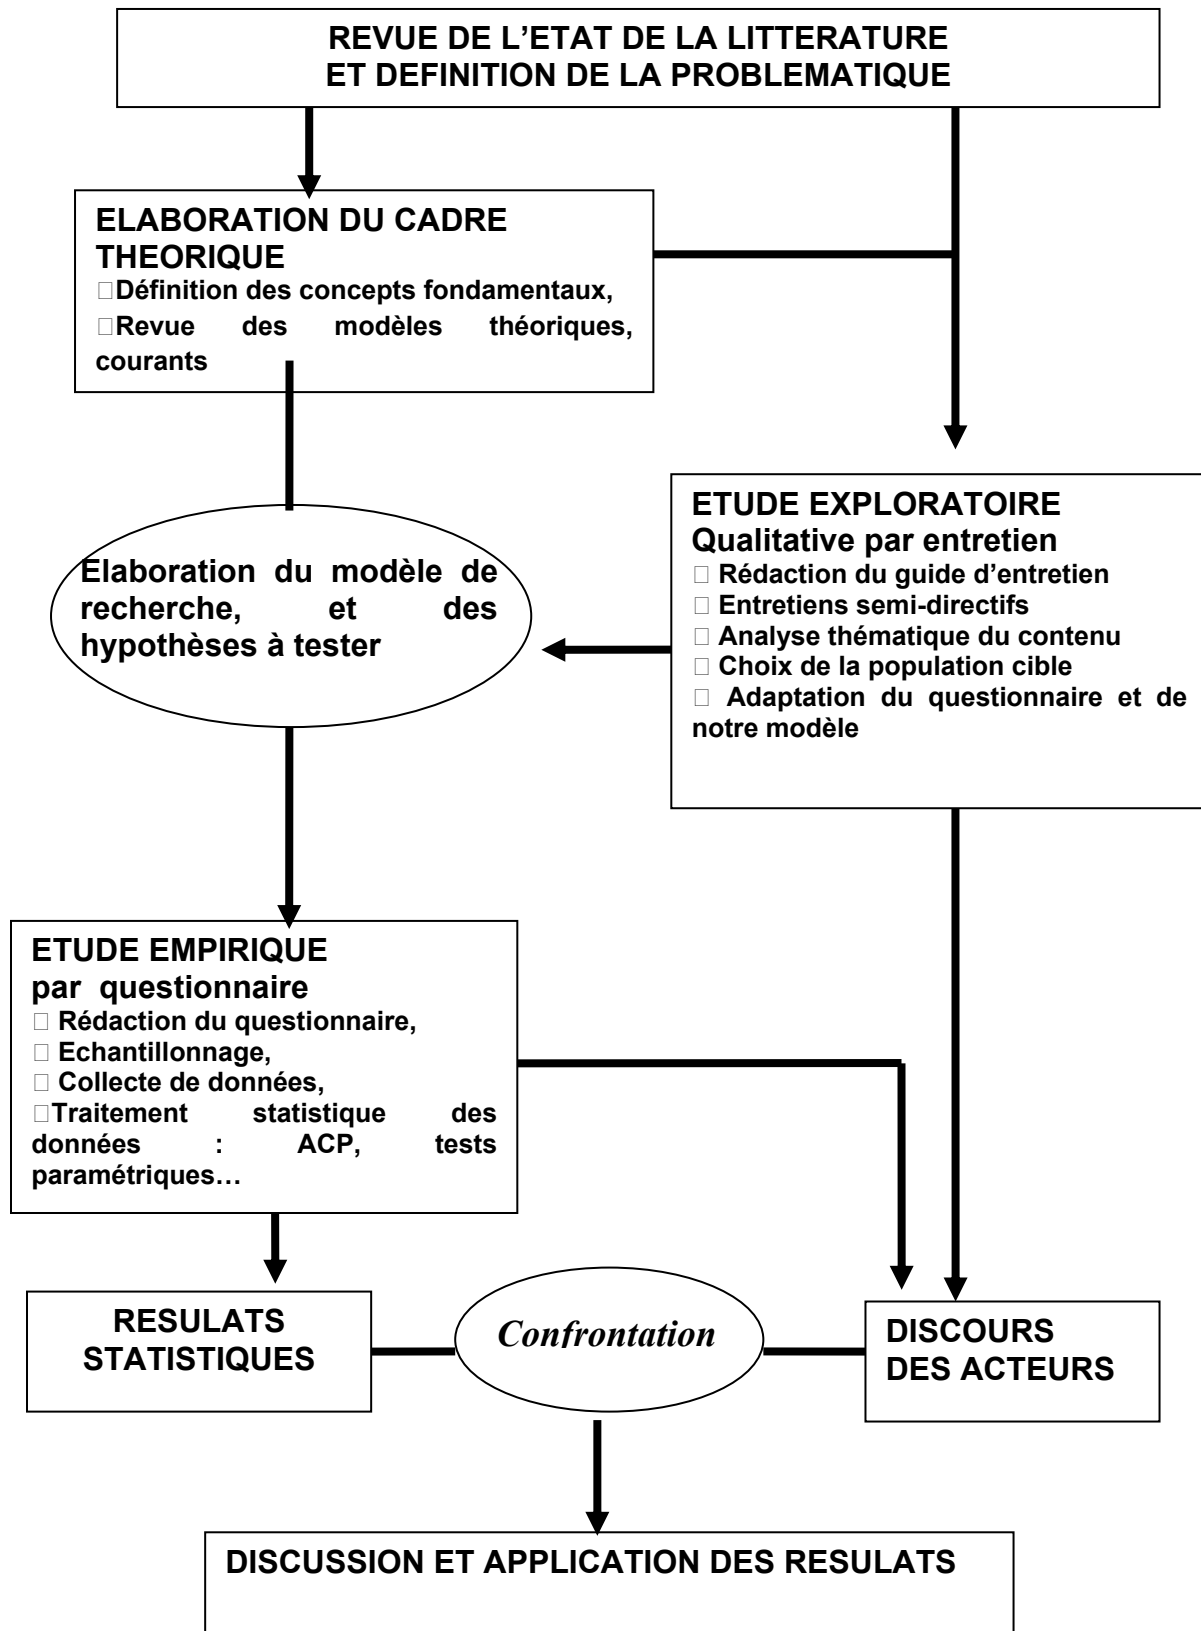 REVUE DE L’ETAT DE LA LITTERATURE
ET DEFINITION DE LA PROBLEMATIQUE
ELABORATION DU CADRE
THEORIQUE
□Définition des concepts fondamentaux,
□Revue des modèles théoriques,
courants
ETUDE EXPLORATOIRE
Qualitative par entretien
□ Rédaction du guide d’entretien
□ Entretiens semi-directifs
□ Analyse thématique du contenu
□ Choix de la population cible
□ Adaptation du questionnaire et de
notre modèle
Elaboration du modèle de
recherche, et des
hypothèses à tester
ETUDE EMPIRIQUE
par questionnaire
□ Rédaction du questionnaire,
□ Echantillonnage,
□ Collecte de données,
□Traitement statistique des
données : ACP, tests
paramétriques…
RESULATS
STATISTIQUES
Confrontation
DISCOURS
DES ACTEURS
DISCUSSION ET APPLICATION DES RESULATS